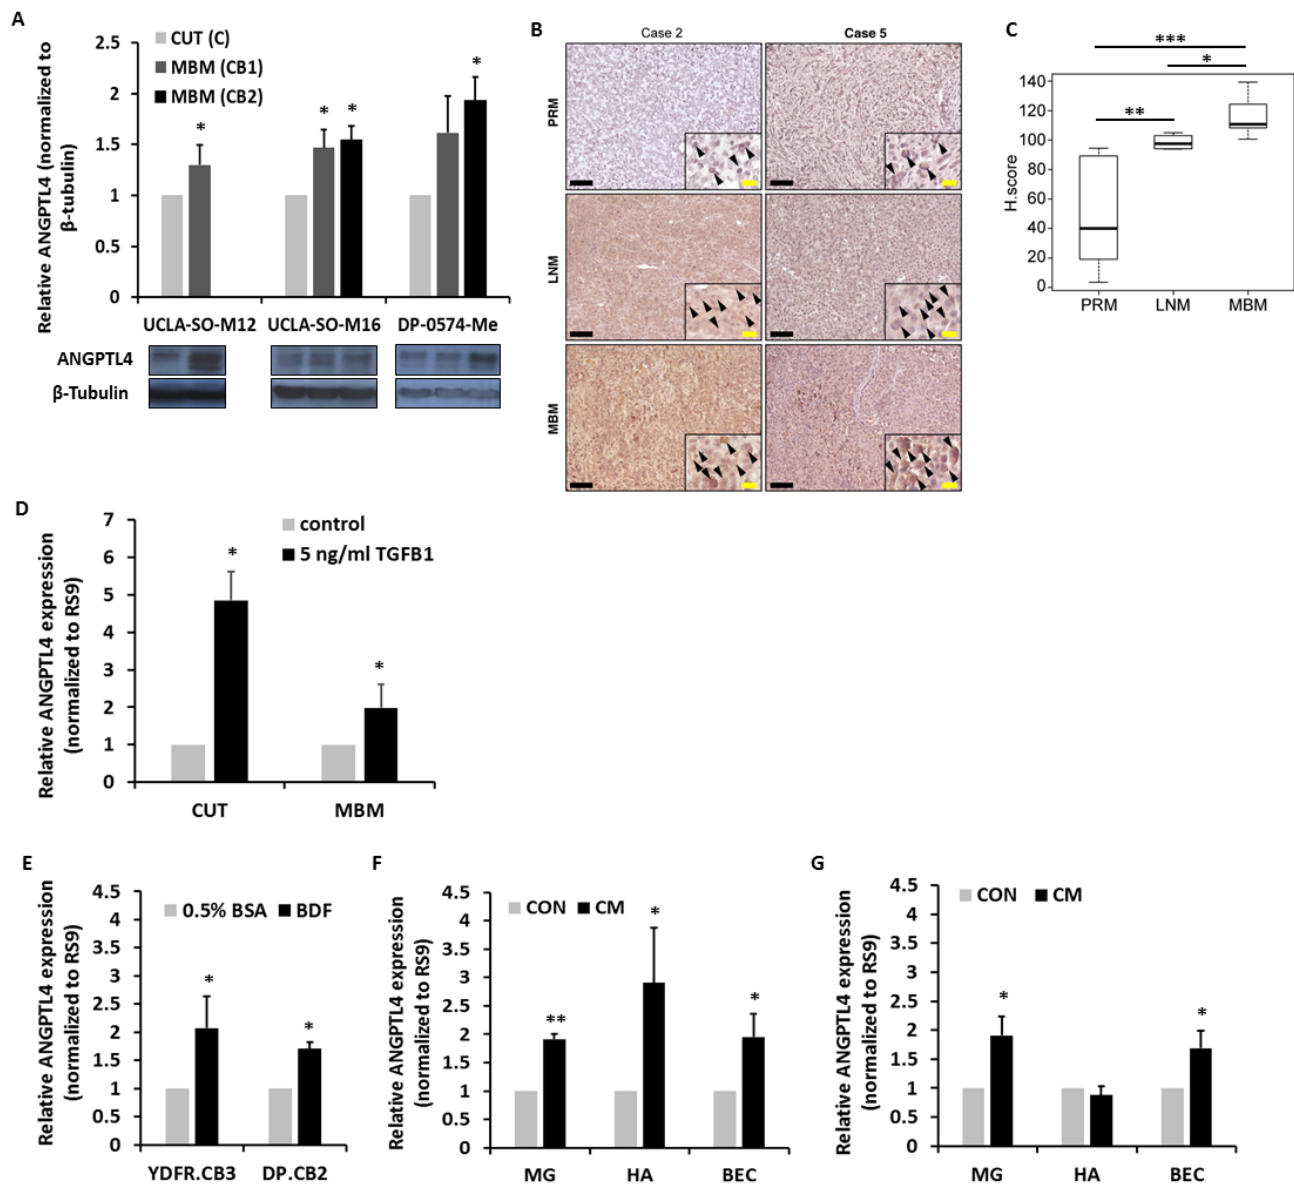 A
Relative ANGPTL4 (normalized to
β-tubulin)
2.5
2
1.5
1
0.5
0
CUT (C)
MBM (CB1)
MBM (CB2)
*
*
*
*
UCLA-SO-M12
UCLA-SO-M16
DP-0574-Me
ANGPTL4
β-Tubulin
B
Case 2
Case 5
PRM
LNM
MBM
C
***
*
**
H.score
140
120
100
80
60
40
20
0
PRM
LNM
MBM
D
Relative ANGPTL4 expression
(normalized to RS9)
7
6
5
4
3
2
1
0
control
5 ng/ml TGFB1
*
*
CUT
MBM
E
Relative ANGPTL4 expression
(normalized to RS9)
4.5
4
3.5
3
2.5
2
1.5
1
0.5
0
0.5% BSA
BDF
*
*
YDFR.CB3
DP.CB2
F
Relative ANGPTL4 expression
(normalized to RS9)
4.5
4
3.5
3
2.5
2
1.5
1
0.5
0
CON
CM
**
*
*
MG
HA
BEC
G
Relative ANGPTL4 expression
(normalized to RS9)
4.5
4
3.5
3
2.5
2
1.5
1
0.5
0
CON
CM
*
*
MG
HA
BEC